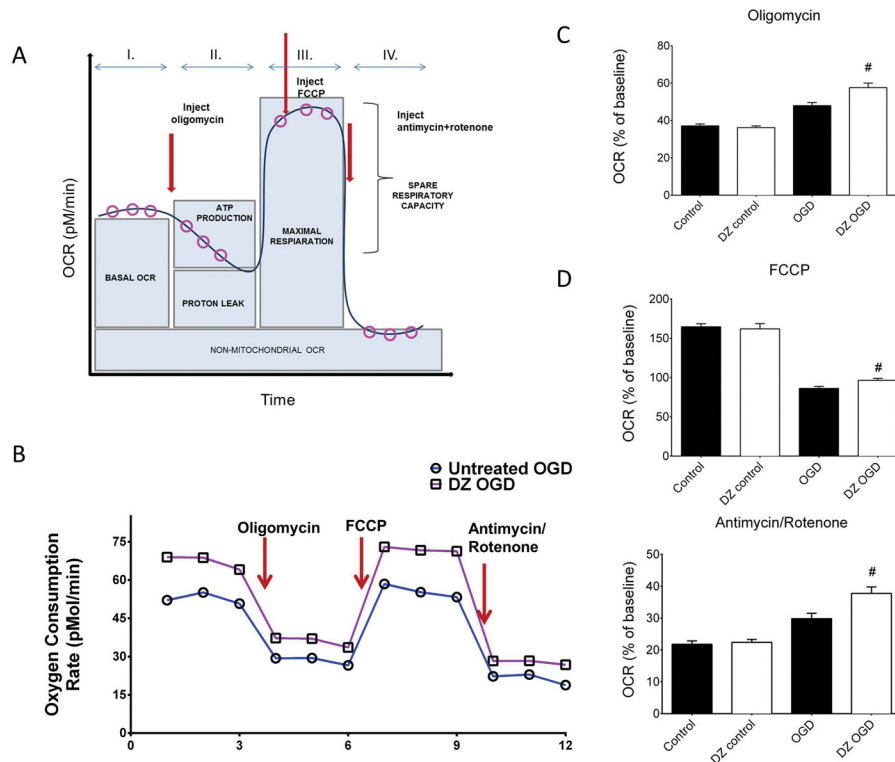 A
I.
II.
III.
IV.
Inject
oligomycin
Inject
FCCP
Inject
antimycin+rotenone
ATP
PRODUCTION
SPARE
RESPIRATORY
CAPACITY
MAXIMAL
RESPIARATION
BASAL OCR
PROTON LEAK
NON-MITOCHONDRIAL OCR
OCR (pM/min)
Time
B
Untreated OGD
DZ OGD
Oligomycin
FCCP
Antimycin/
Rotenone
Oxygen Consumption
Rate (pMol/min)
75
60
45
30
15
0
0
3
6
9
12
C
Oligomycin
OCR (% of baseline)
80
60
40
20
0
#
Control
DZ control
OGD
DZ OGD
D
FCCP
OCR (% of baseline)
200
150
100
50
0
#
Control
DZ control
OGD
DZ OGD
Antimycin/Rotenone
OCR (% of baseline)
50
40
30
20
10
0
#
Control
DZ control
OGD
DZ OGD